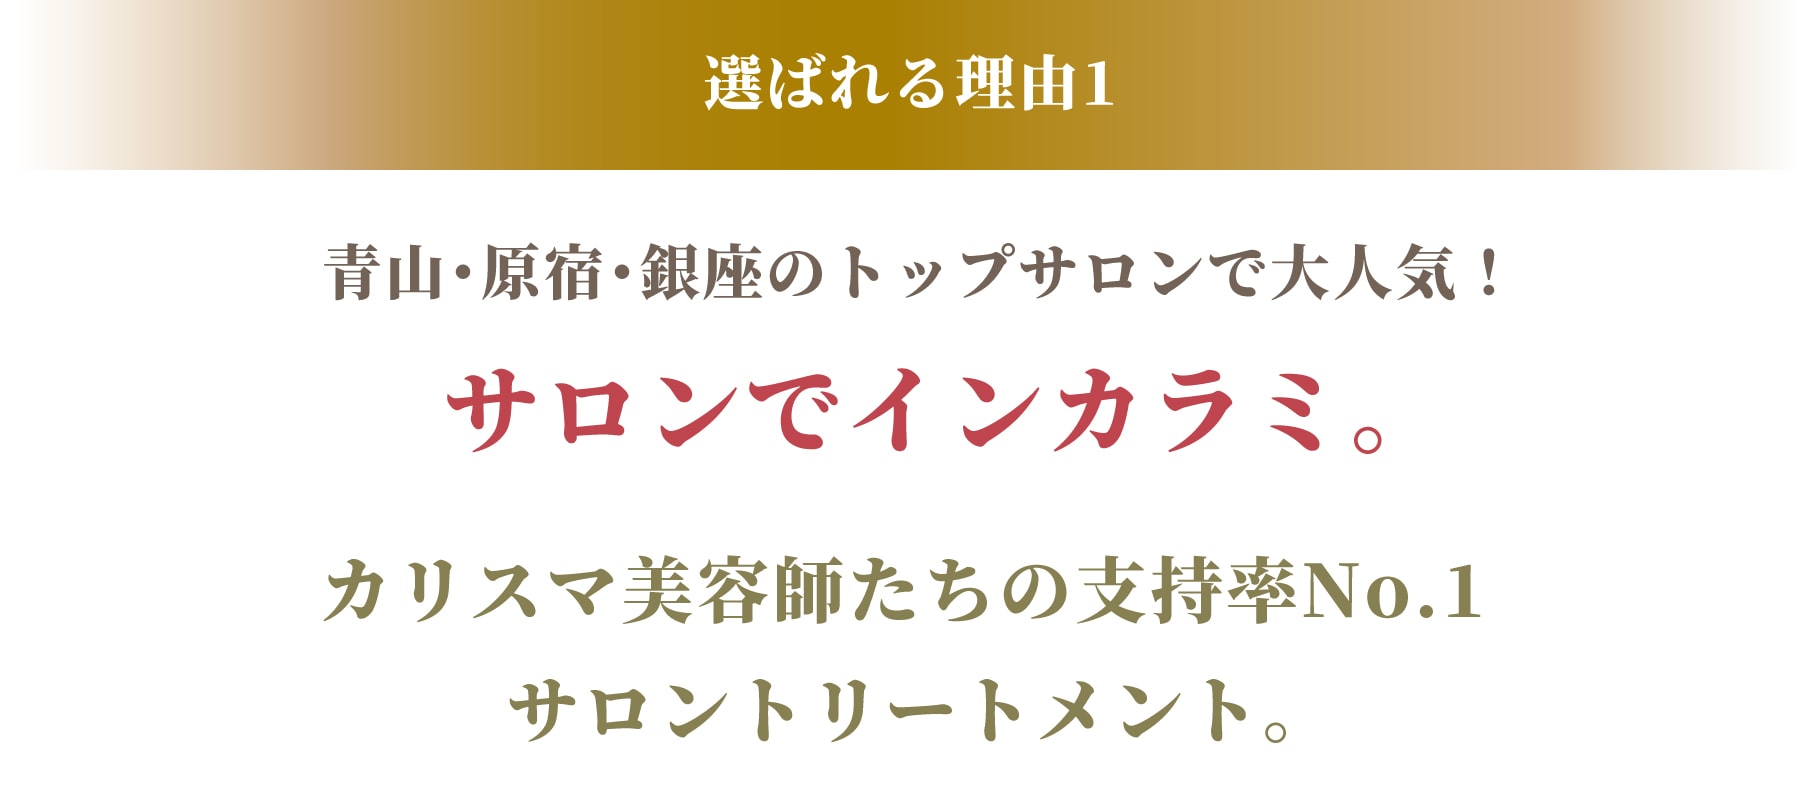 選ばれる理由1
青山･原宿･銀座のトップサロンで大人気！
サロンでインカラミ。
カリスマ美容師たちの支持率No.1
サロントリートメント。